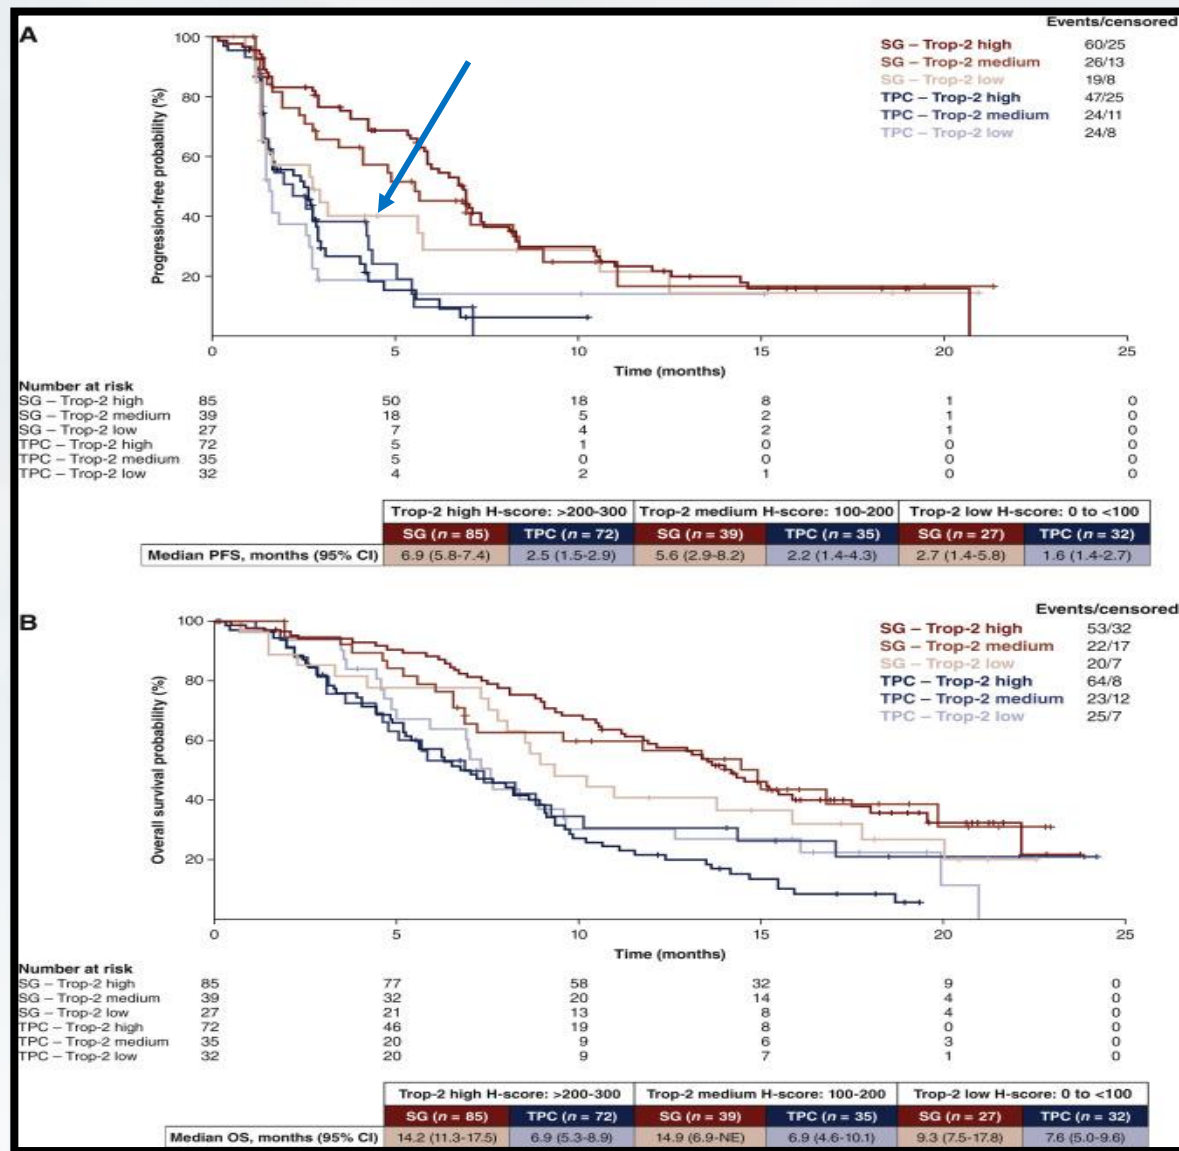 A
Events/censored
SG – Trop-2 high 60/25
SG – Trop-2 medium 26/13
SG – Trop-2 low 19/8
TPC – Trop-2 high 47/25
TPC – Trop-2 medium 24/11
TPC – Trop-2 low 24/8
Progression-free probability (%)
100
80
60
40
20
0 5 10 15 20 25
Time (months)
Number at risk
SG – Trop-2 high 85 50 18 8 1 0
SG – Trop-2 medium 39 18 5 2 1 0
SG – Trop-2 low 27 7 4 2 1 0
TPC – Trop-2 high 72 5 1 0 0 0
TPC – Trop-2 medium 35 5 0 0 0 0
TPC – Trop-2 low 32 4 2 1 0 0
Trop-2 high H-score: >200-300 Trop-2 medium H-score: 100-200 Trop-2 low H-score: 0 to <100
SG (n = 85) TPC (n = 72) SG (n = 39) TPC (n = 35) SG (n = 27) TPC (n = 32)
Median PFS, months (95% CI) 6.9 (5.8-7.4) 2.5 (1.5-2.9) 5.6 (2.9-8.2) 2.2 (1.4-4.3) 2.7 (1.4-5.8) 1.6 (1.4-2.7)
B
Events/censored
SG – Trop-2 high 53/32
SG – Trop-2 medium 22/17
SG – Trop-2 low 20/7
TPC – Trop-2 high 64/8
TPC – Trop-2 medium 23/12
TPC – Trop-2 low 25/7
Overall survival probability (%)
100
80
60
40
20
0 5 10 15 20 25
Time (months)
Number at risk
SG – Trop-2 high 85 77 58 32 9 0
SG – Trop-2 medium 39 32 20 14 4 0
SG – Trop-2 low 27 21 13 8 4 0
TPC – Trop-2 high 72 46 19 8 0 0
TPC – Trop-2 medium 35 20 9 6 3 0
TPC – Trop-2 low 32 20 9 7 1 0
Trop-2 high H-score: >200-300 Trop-2 medium H-score: 100-200 Trop-2 low H-score: 0 to <100
SG (n = 85) TPC (n = 72) SG (n = 39) TPC (n = 35) SG (n = 27) TPC (n = 32)
Median OS, months (95% CI) 14.2 (11.3-17.5) 6.9 (5.3-8.9) 14.9 (6.9-NE) 6.9 (4.6-10.1) 9.3 (7.5-17.8) 7.6 (5.0-9.6)